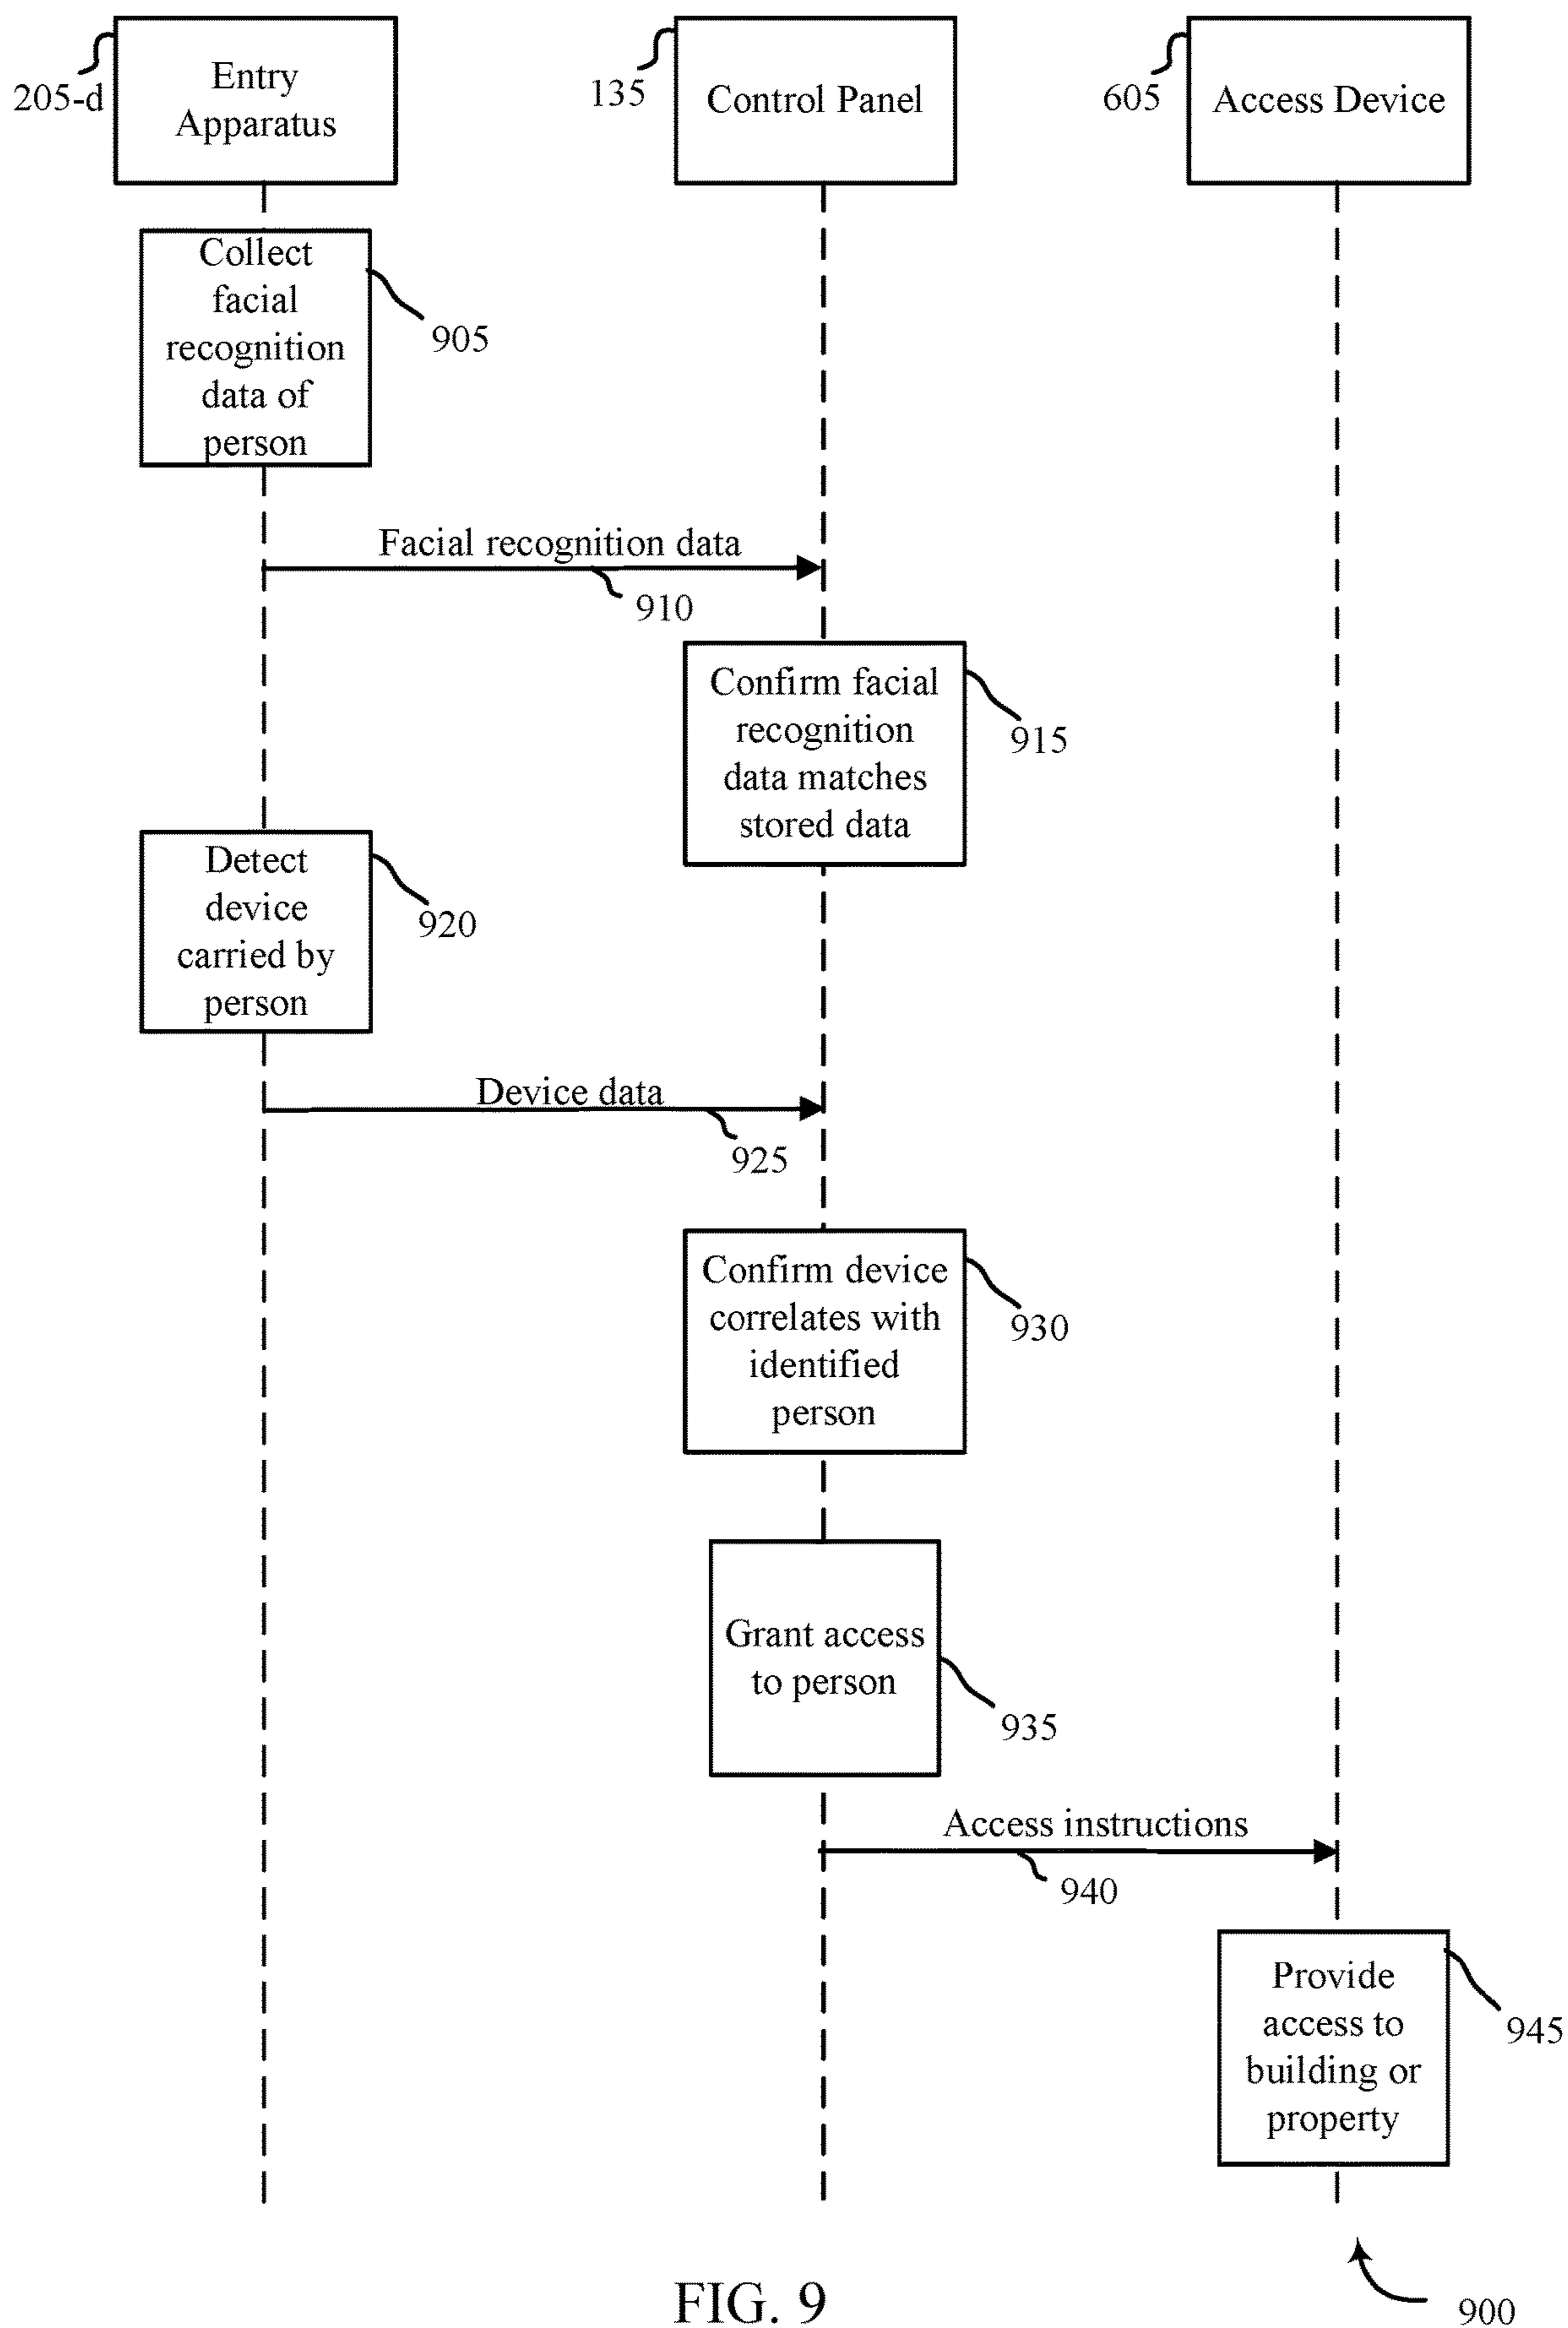 Entry
Apparatus
205-d
Control Panel
135
Access Device
605
Collect
facial
recognition
data of
person
905
Facial recognition data
910
Confirm facial
recognition
data matches
stored data
915
Detect
device
carried by
person
920
Device data
925
Confirm device
correlates with
identified
person
930
Grant access
to person
935
Access instructions
940
Provide
access to
building or
property
945
FIG. 9
900